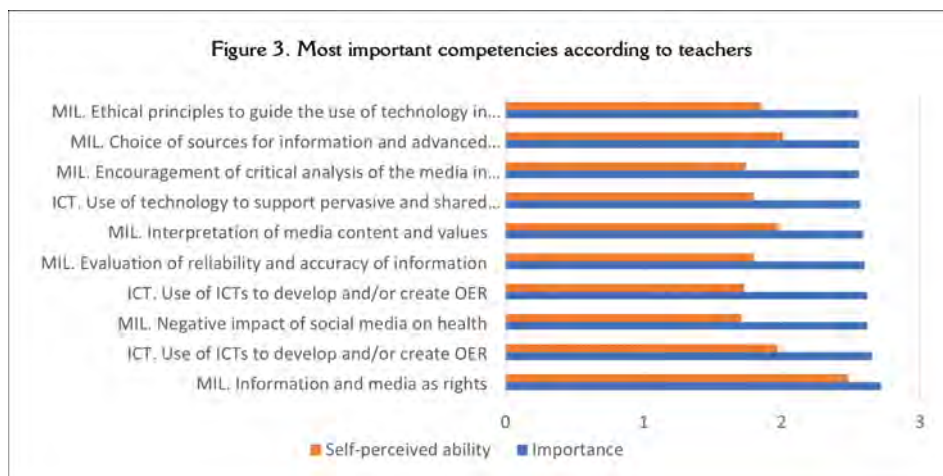 Figure 3. Most important competencies according to teachers
MIL. Ethical principles to guide the use of technology in...
MIL. Choice of sources for information and advanced...
MIL. Encouragement of critical analysis of the media in...
ICT. Use of technology to support pervasive and shared...
MIL. Interpretation of media content and values
MIL. Evaluation of reliability and accuracy of information
ICT. Use of ICTs to develop and/or create OER
MIL. Negative impact of social media on health
ICT. Use of ICTs to develop and/or create OER
MIL. Information and media as rights
0 1 2 3
Self-perceived ability Importance